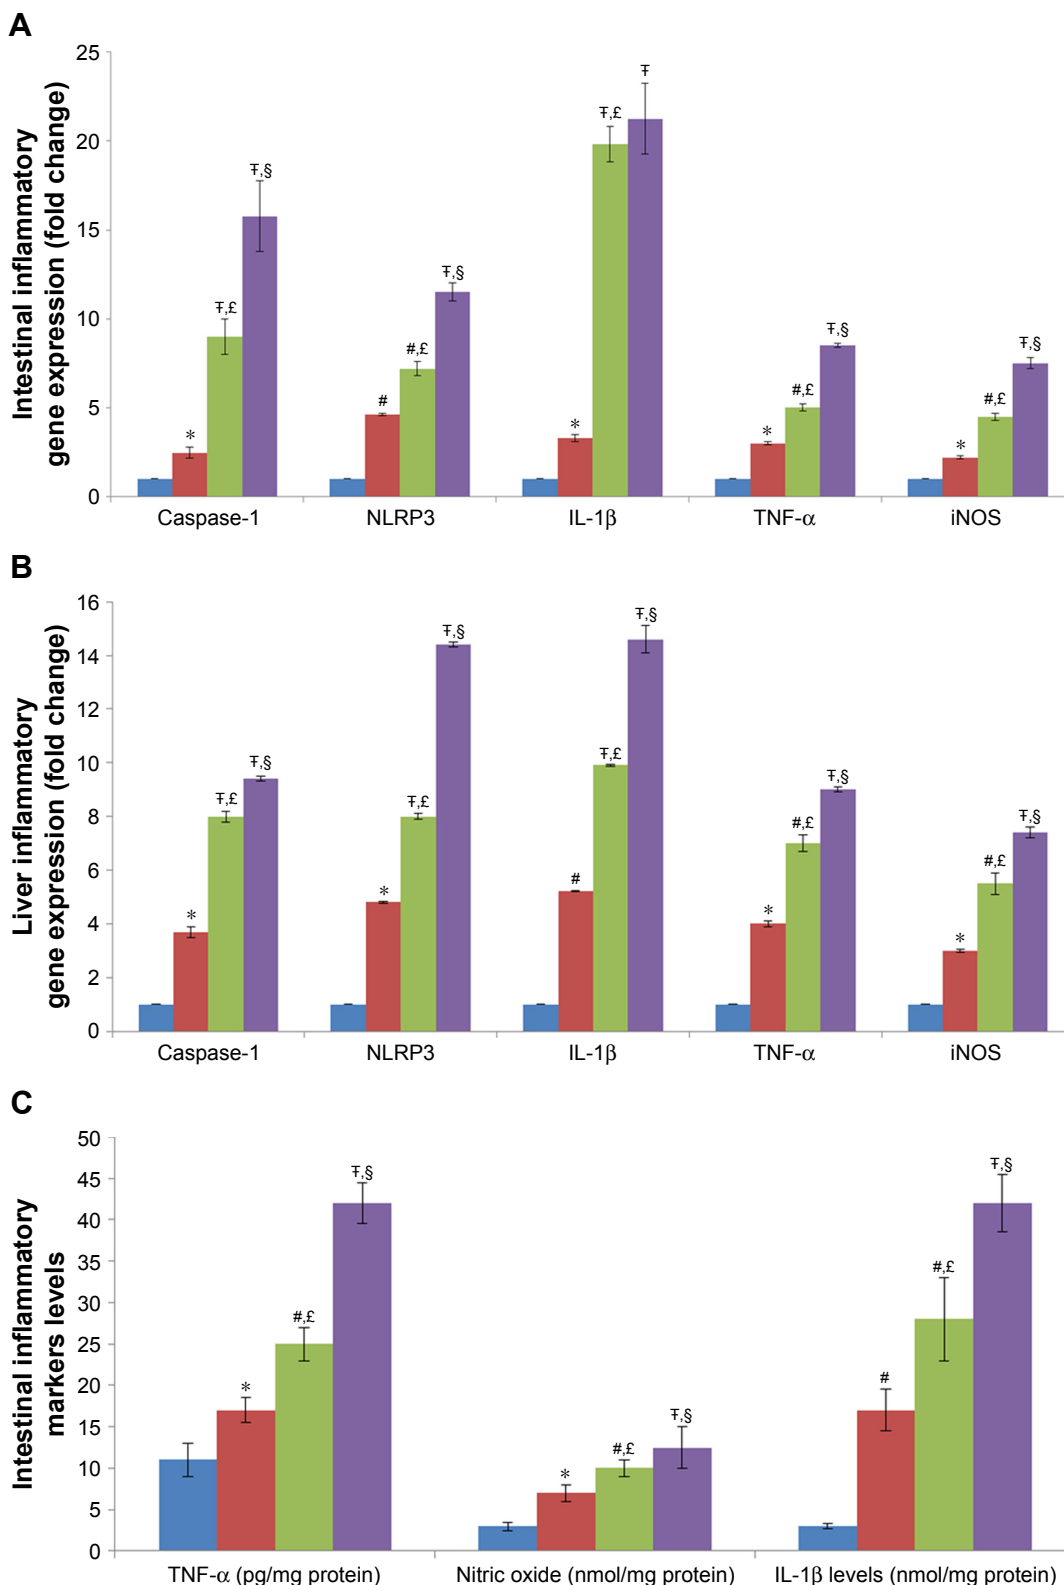 A
Intestinal inflammatory
gene expression (fold change)
25
20
15
10
5
0
*
Ŧ,£
Ŧ,§
#
#,£
Ŧ,§
*
Ŧ,£
Ŧ
*
#,£
Ŧ,§
*
#,£
Ŧ,§
Caspase-1 NLRP3 IL-1β TNF-α iNOS
B
Liver inflammatory
gene expression (fold change)
16
14
12
10
8
6
4
2
0
*
Ŧ,£
Ŧ,§
*
Ŧ,£
Ŧ,§
#
Ŧ,£
Ŧ,§
*
#,£
Ŧ,§
*
#,£
Ŧ,§
Caspase-1 NLRP3 IL-1β TNF-α iNOS
C
Intestinal inflammatory
markers levels
50
45
40
35
30
25
20
15
10
5
0
*
#,£
Ŧ,§
*
#,£
Ŧ,§
#
#,£
Ŧ,§
TNF-α (pg/mg protein) Nitric oxide (nmol/mg protein) IL-1β levels (nmol/mg protein)